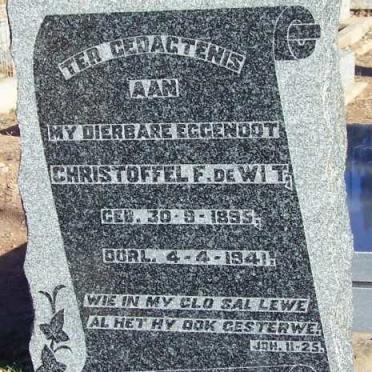 TER GEDAGTENIS
AAN
MY DIERBARE EGGENOOT
CHRISTOFFEL F. DE WIT,
GEB. 30-9-1895;
OORL. 4-4-1941;
WIE IN MY GLO SAL LEWE
AL HET HY OOK GESTERWE.
JOH. 11-25.